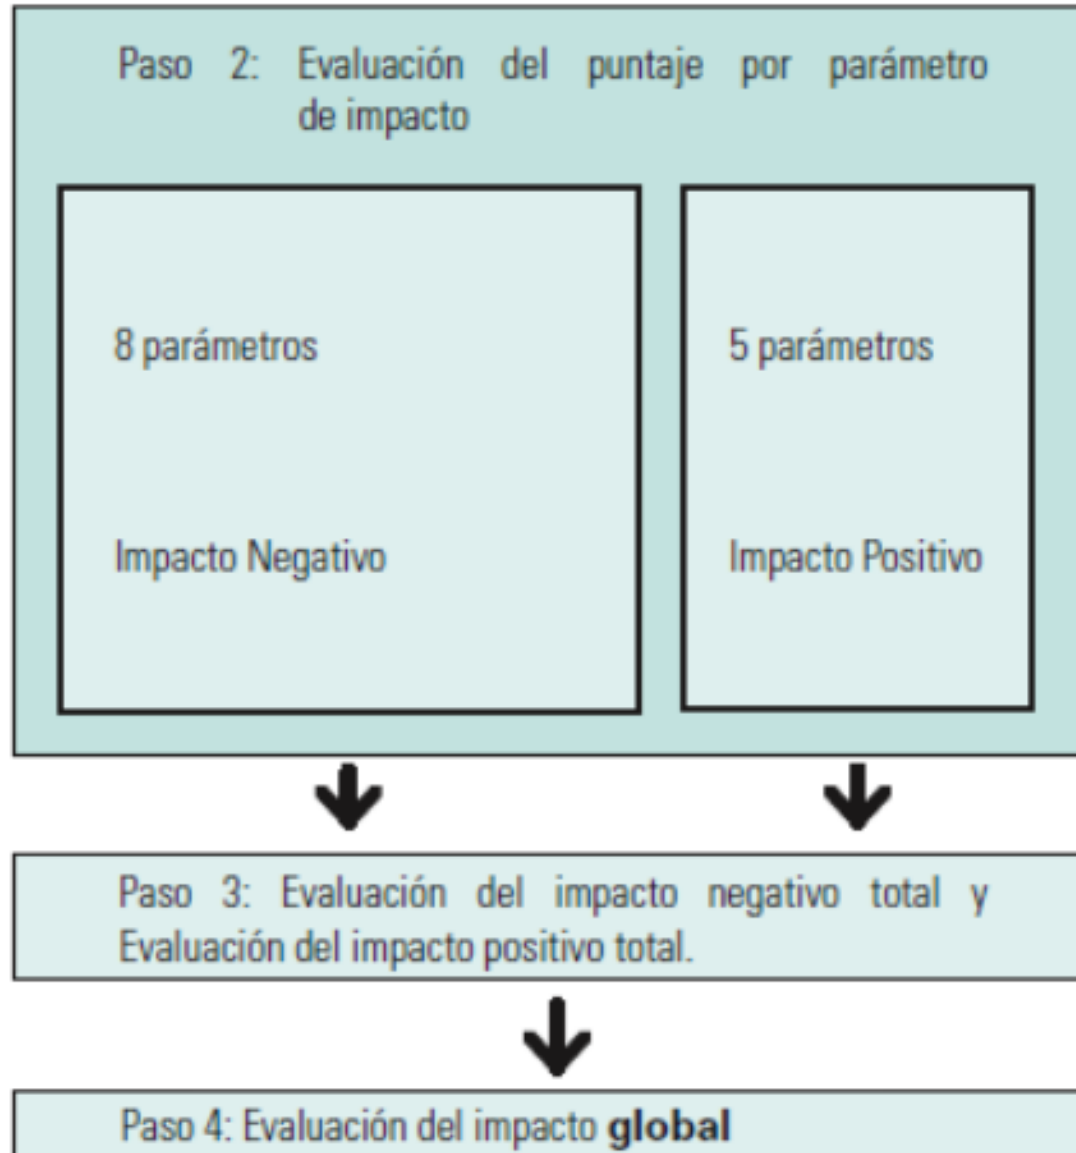 Paso 2: Evaluación del puntaje por parámetro
de impacto
8 parámetros
Impacto Negativo
5 parámetros
Impacto Positivo
Paso 3: Evaluación del impacto negativo total y
Evaluación del impacto positivo total.
Paso 4: Evaluación del impacto global